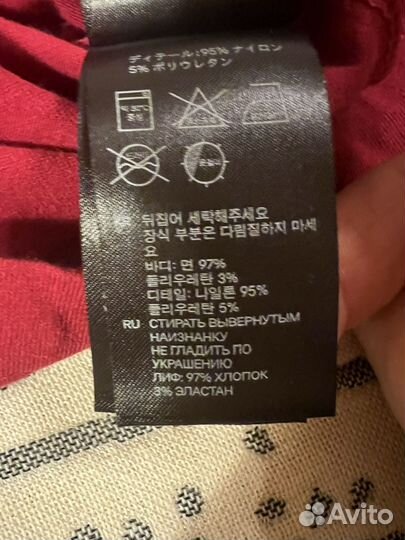 ディテール：95% ナイロン
5% ポリウレタン
뒤집어 세탁해주세요
장식 부분은 다림질하지 마세
요
바디: 면 97%
폴리우레탄 3%
디테일: 나일론 95%
폴리우레탄 5%
RU СТИРАТЬ ВЫВЕРНУТЫМ
НАИЗНАНКУ
НЕ ГЛАДИТЬ ПО
УКРАШЕНИЮ
ЛИФ: 97% ХЛОПОК
3% ЭЛАСТАН
Avito